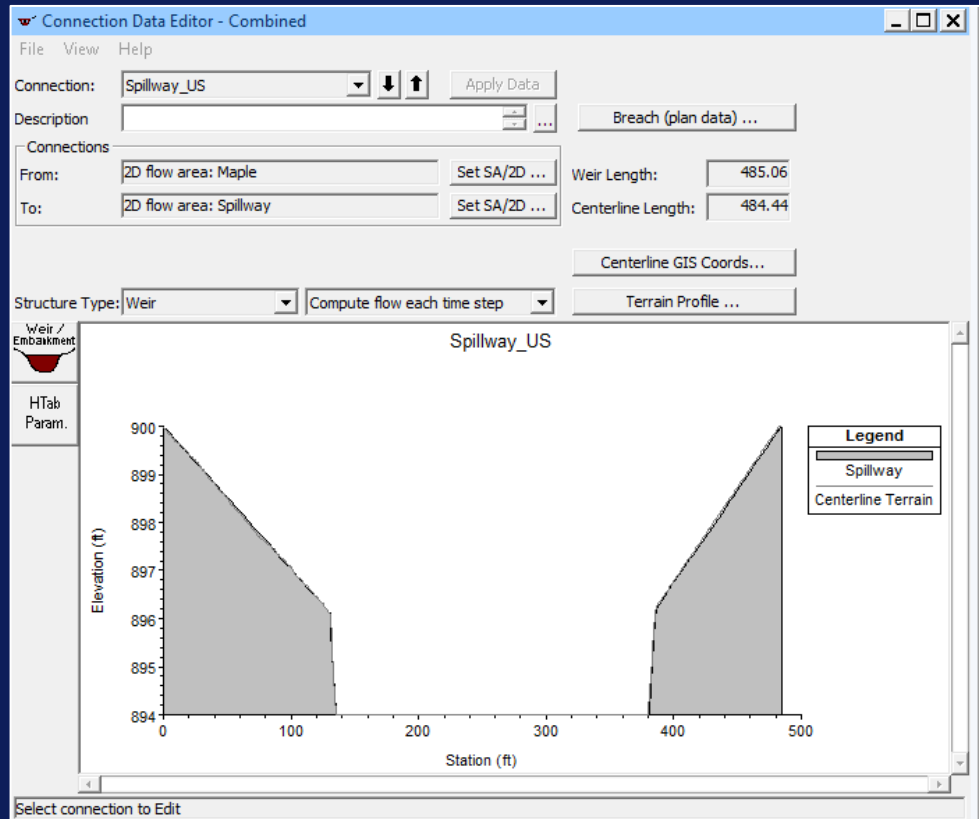 Connection Data Editor - Combined
File View Help
Connection: Spillway_US Apply Data
Description ... Breach (plan data) ...
Connections
From: 2D flow area: Maple Set SA/2D ... Weir Length: 485.06
To: 2D flow area: Spillway Set SA/2D ... Centerline Length: 484.44
Centerline GIS Coords...
Structure Type: Weir Compute flow each time step Terrain Profile ...
Weir /
Embankment
HTab
Param.
Spillway_US
Legend
Spillway
Centerline Terrain
Elevation (ft)
900
899
898
897
896
895
894
0 100 200 300 400 500
Station (ft)
Select connection to Edit